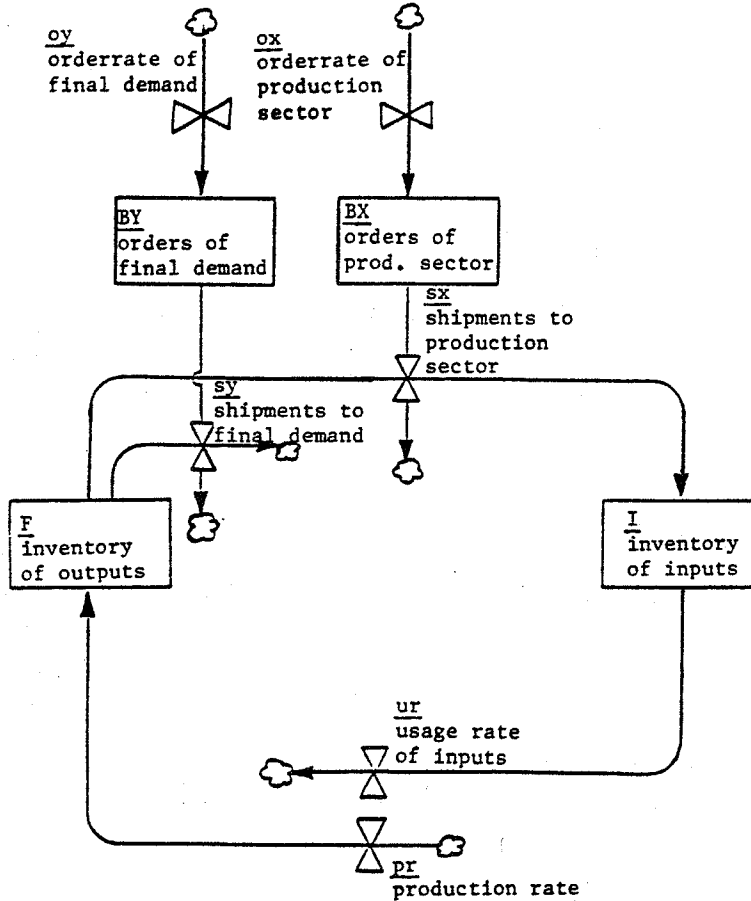 oy
orderrate of
final demand
ox
orderrate of
production
sector
BY
orders of
final demand
BX
orders of
prod. sector
sx
shipments to
production
sector
sy
shipments to
final demand
F
inventory
of outputs
I
inventory
of inputs
ur
usage rate
of inputs
pr
production rate